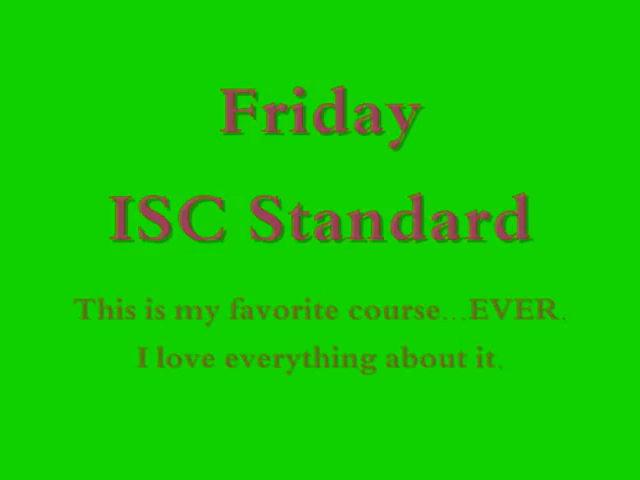 Friday
ISC Standard
This is my favorite course...EVER.
I love everything about it.